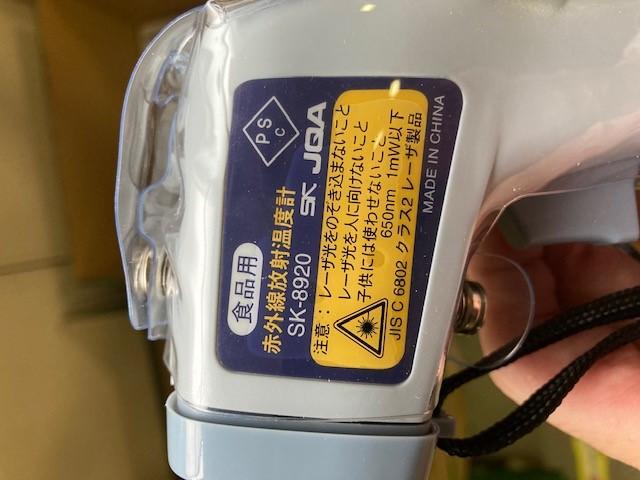 食品用
赤外線放射温度計
SK-8920
PSC
SK JQA
注意：レーザ光をのぞき込まないこと
レーザ光を人に向けないこと
子供には使わせないこと
650nm 1mW以下
JIS C 6802 クラス2 レーザ製品
MADE IN CHINA